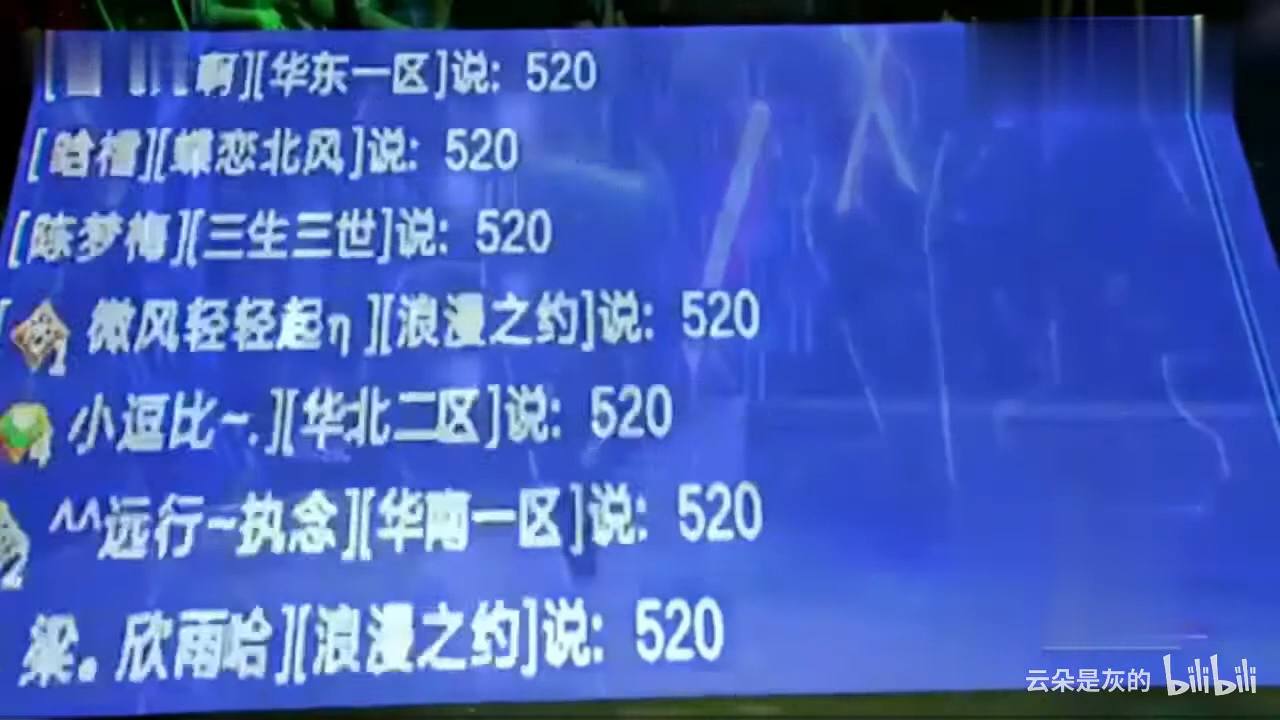 啊][华东一区]说: 520
[哈檣][蝶恋北风]说: 520
[陈梦梅][三生三世]说: 520
[ 微风轻轻起η ][浪漫之约]说: 520
小逗比~.][华北二区]说: 520
^^远行~执念][华南一区]说: 520
梁。欣雨哈][浪漫之约]说: 520
云朵是灰的 bilibili